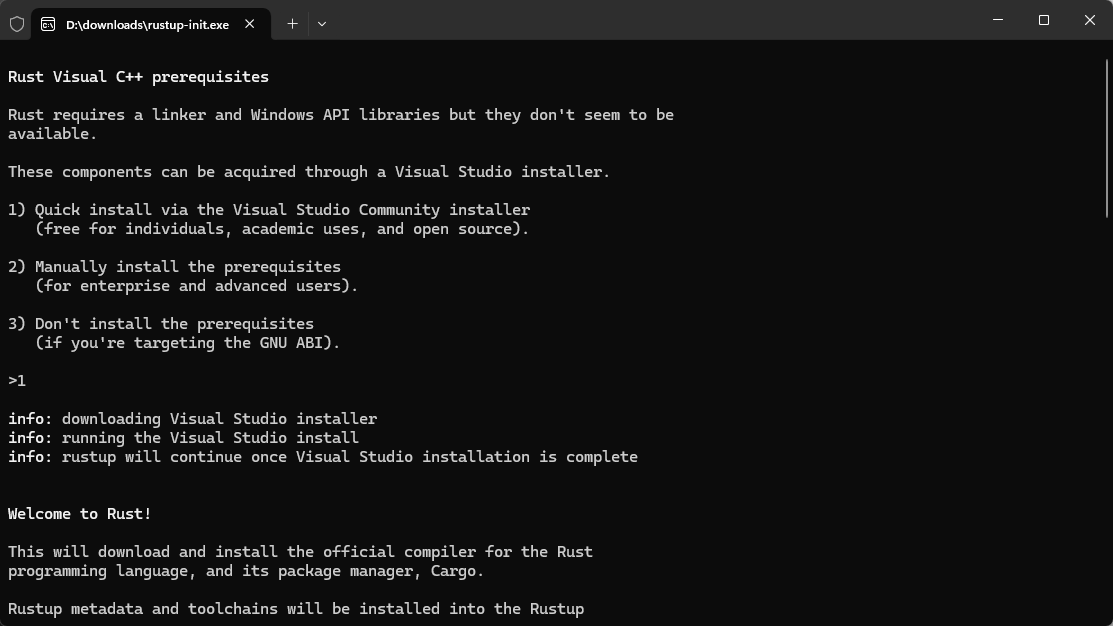 D:\downloads\rustup-init.exe
Rust Visual C++ prerequisites
Rust requires a linker and Windows API libraries but they don't seem to be
available.
These components can be acquired through a Visual Studio installer.
1) Quick install via the Visual Studio Community installer
(free for individuals, academic uses, and open source).
2) Manually install the prerequisites
(for enterprise and advanced users).
3) Don't install the prerequisites
(if you're targeting the GNU ABI).
>1
info: downloading Visual Studio installer
info: running the Visual Studio install
info: rustup will continue once Visual Studio installation is complete
Welcome to Rust!
This will download and install the official compiler for the Rust
programming language, and its package manager, Cargo.
Rustup metadata and toolchains will be installed into the Rustup